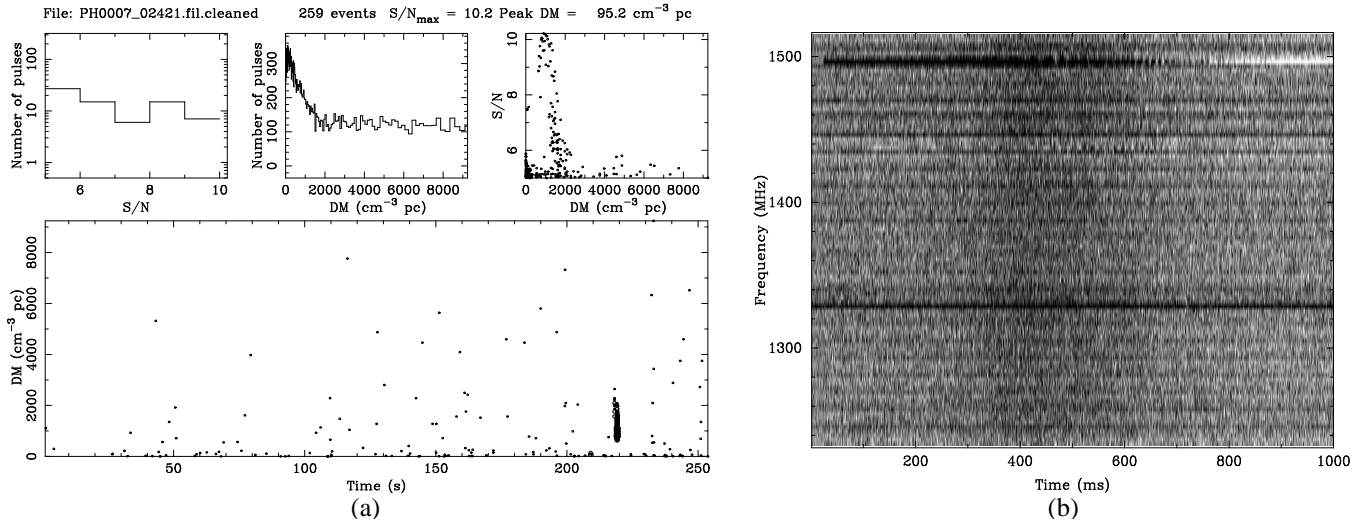 File: PH0007_02421.fil.cleaned 259 events S/Nmax = 10.2 Peak DM = 95.2 cm−3 pc
Number of pulses
1 10 100
6 8 10
S/N
Number of pulses
0 100 200 300
0 2000 4000 6000 8000
DM (cm−3 pc)
S/N
6 8 10
0 2000 4000 6000 8000
DM (cm−3 pc)
DM (cm−3 pc)
0 2000 4000 6000 8000
50 100 150 200 250
Time (s)
(a)
Frequency (MHz)
1500
1400
1300
200 400 600 800 1000
Time (ms)
(b)